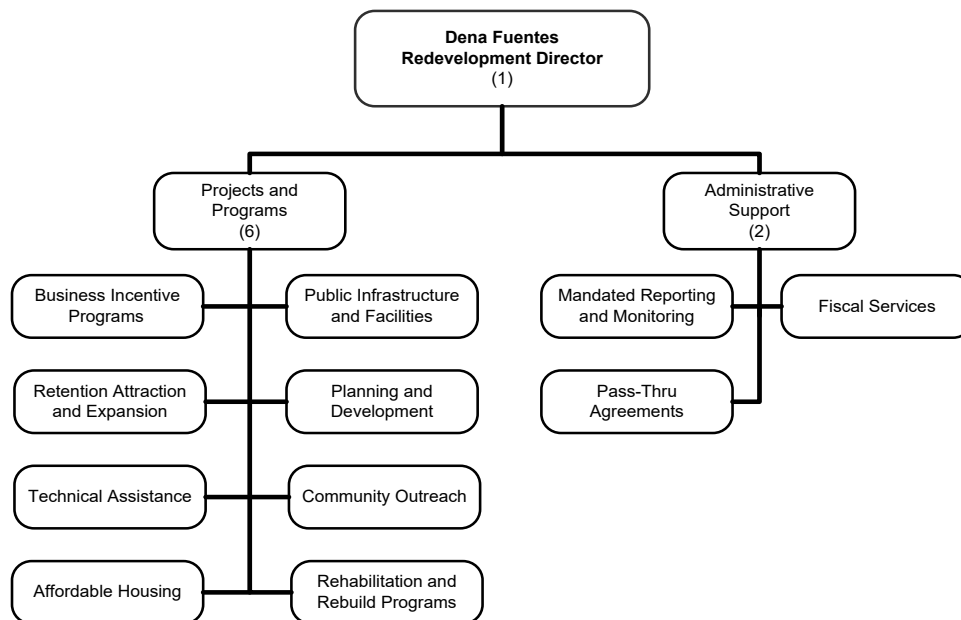 Dena Fuentes
Redevelopment Director
(1)
Projects and
Programs
(6)
Administrative
Support
(2)
Business Incentive
Programs
Public Infrastructure
and Facilities
Mandated Reporting
and Monitoring
Fiscal Services
Retention Attraction
and Expansion
Planning and
Development
Pass-Thru
Agreements
Technical Assistance
Community Outreach
Affordable Housing
Rehabilitation and
Rebuild Programs